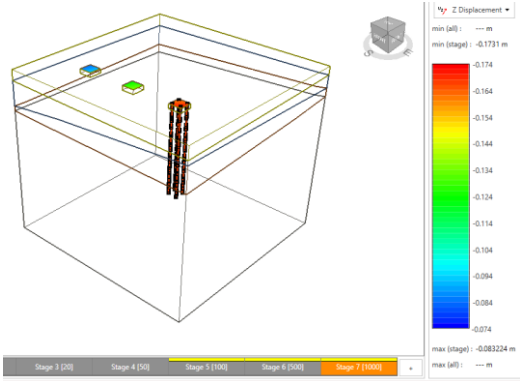 Z Displacement
min (all) : --- m
min (stage) : -0.1731 m
-0.174
-0.164
-0.154
-0.144
-0.134
-0.124
-0.114
-0.104
-0.094
-0.084
-0.074
max (stage) : -0.083224 m
max (all) : --- m
Stage 3 [20] Stage 4 [50] Stage 5 [100] Stage 6 [500] Stage 7 [1000]